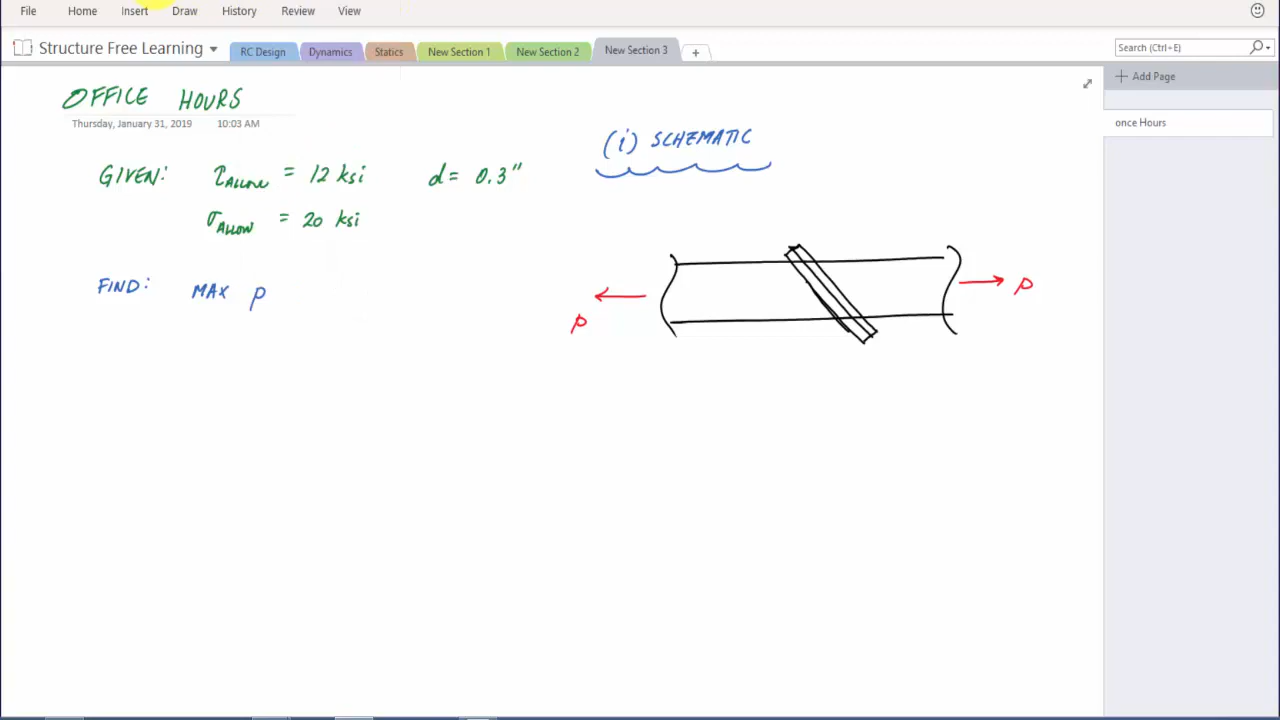 File Home Insert Draw History Review View
Structure Free Learning RC Design Dynamics Statics New Section 1 New Section 2 New Section 3 + Search (Ctrl+E)
+ Add Page
once Hours
OFFICE HOURS
Thursday, January 31, 2019 10:03 AM
(i) SCHEMATIC
GIVEN: τALLOW = 12 ksi d = 0.3"
σALLOW = 20 ksi
FIND: MAX P
P
P